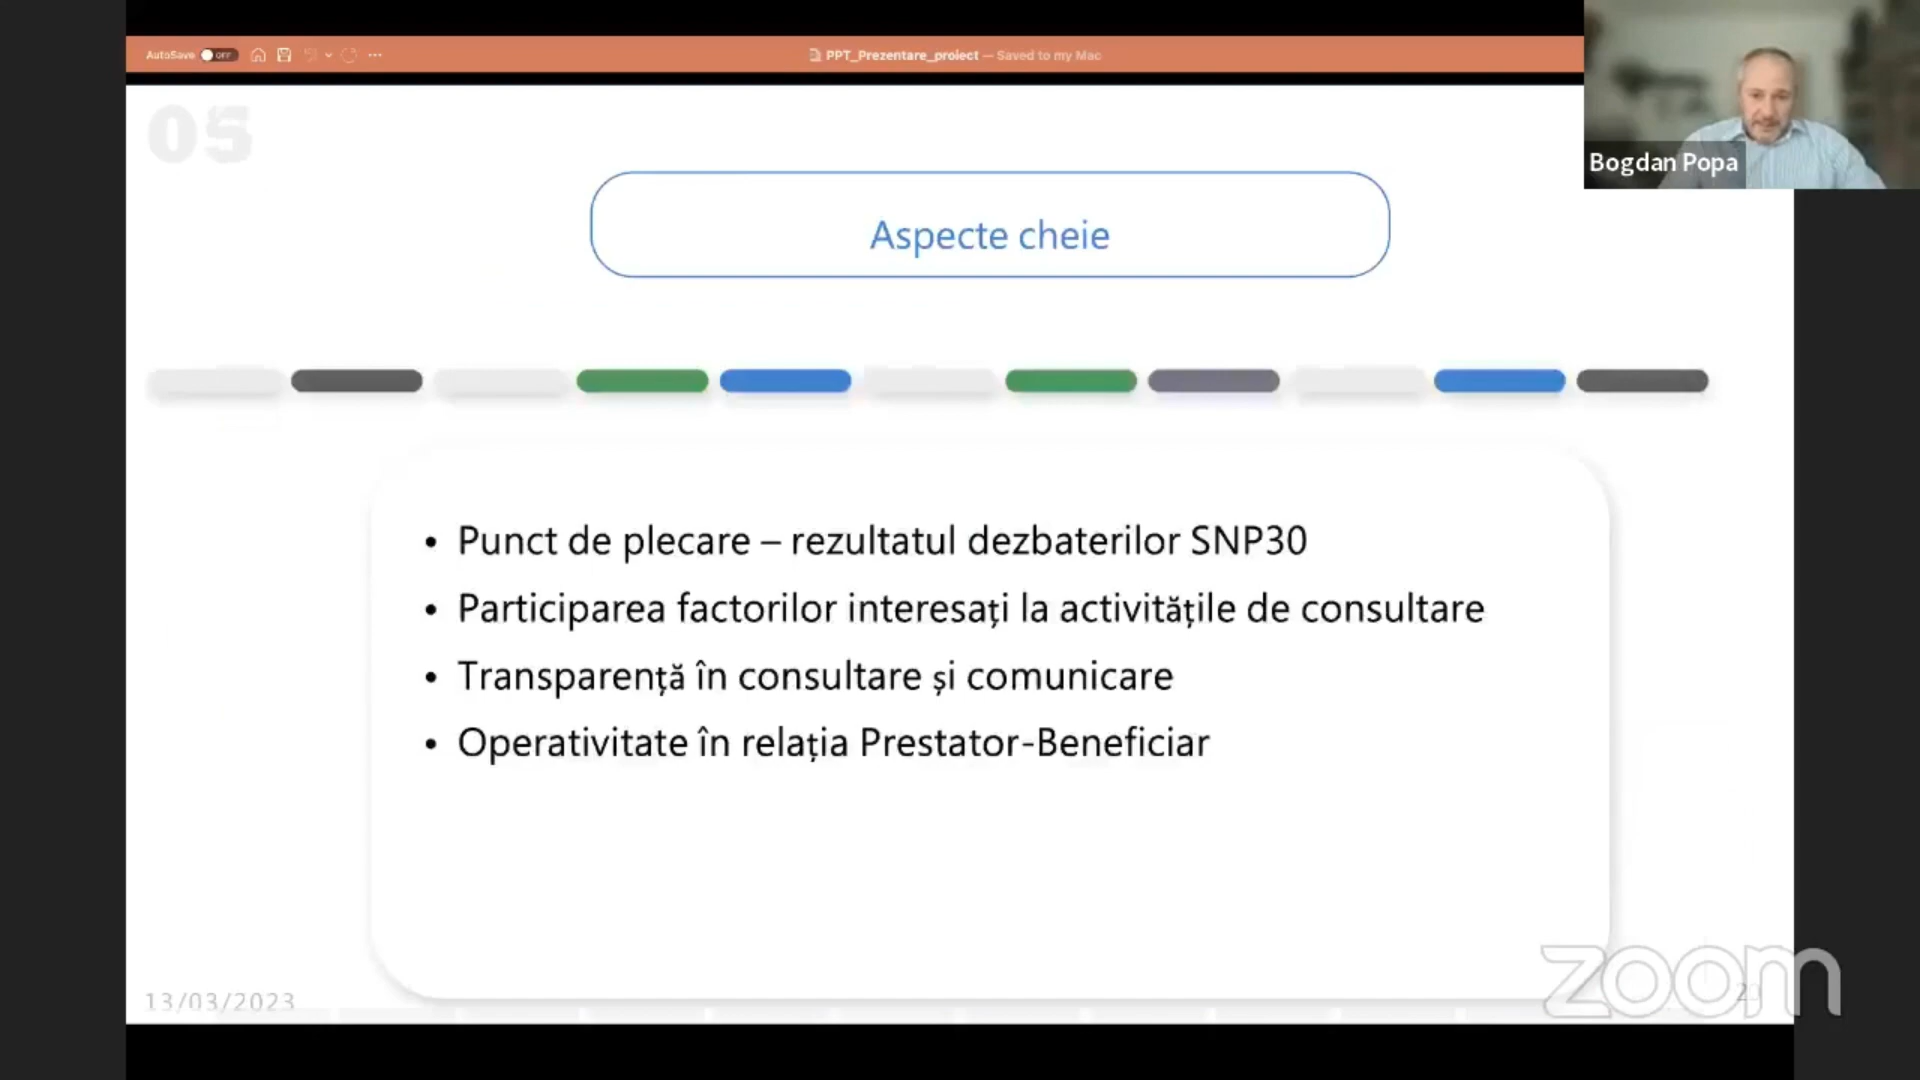 AutoSave OFF
PPT_Prezentare_proiect — Saved to my Mac
Bogdan Popa
05
Aspecte cheie
• Punct de plecare – rezultatul dezbaterilor SNP30
• Participarea factorilor interesați la activitățile de consultare
• Transparență în consultare și comunicare
• Operativitate în relația Prestator-Beneficiar
13/03/2023
zoom